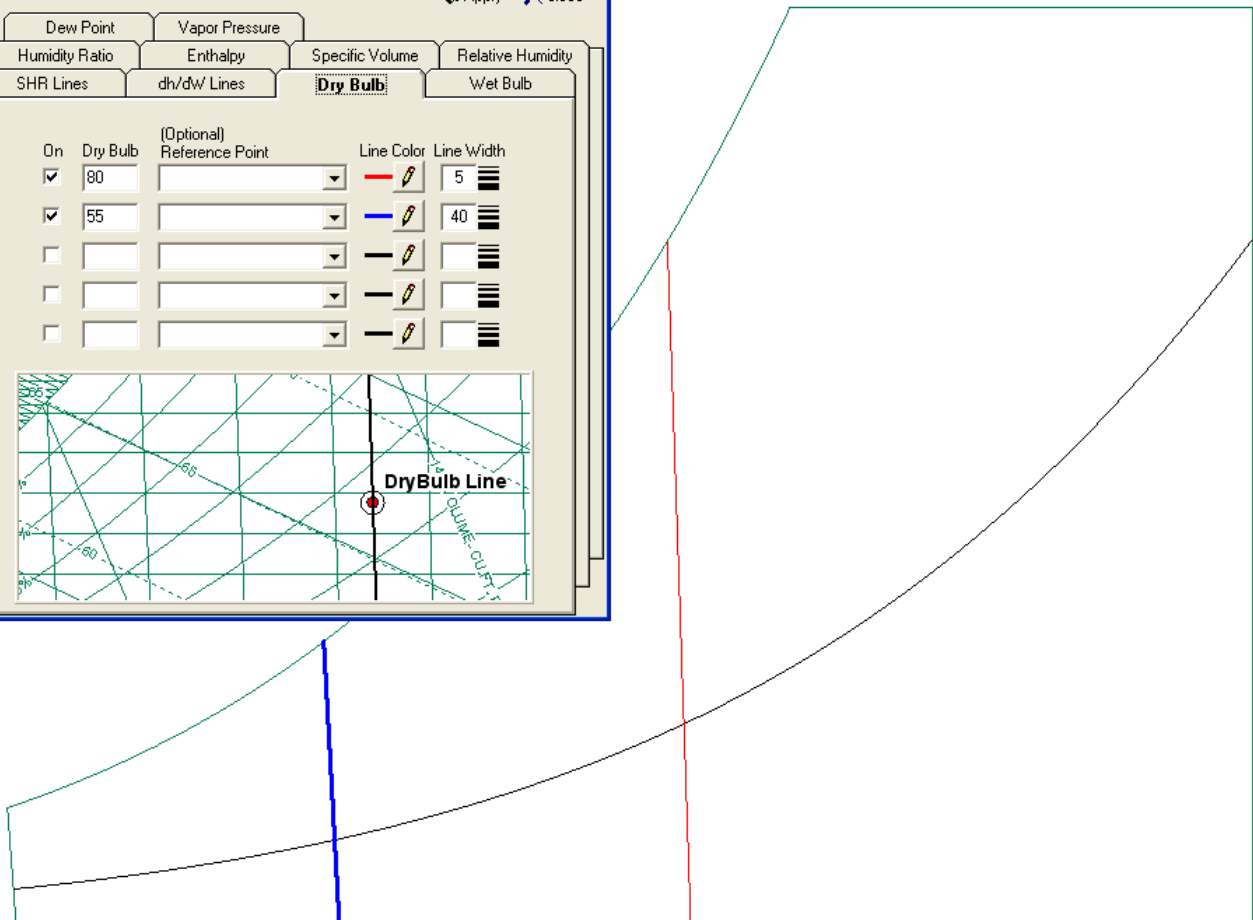 Dew Point Vapor Pressure
Humidity Ratio Enthalpy Specific Volume Relative Humidity
SHR Lines dh/dW Lines Dry Bulb Wet Bulb
(Optional)
On Dry Bulb Reference Point Line Color Line Width
80 5
55 40
65
65
DryBulb Line
60